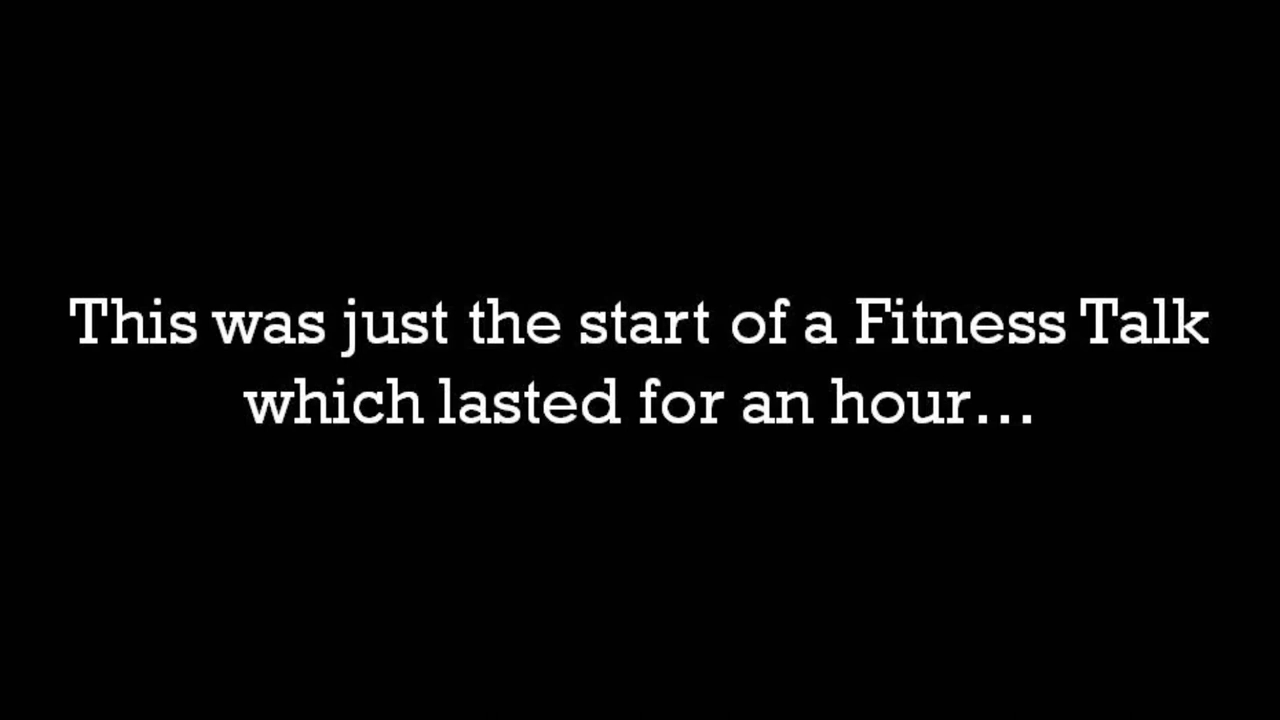 This was just the start of a Fitness Talk
which lasted for an hour...